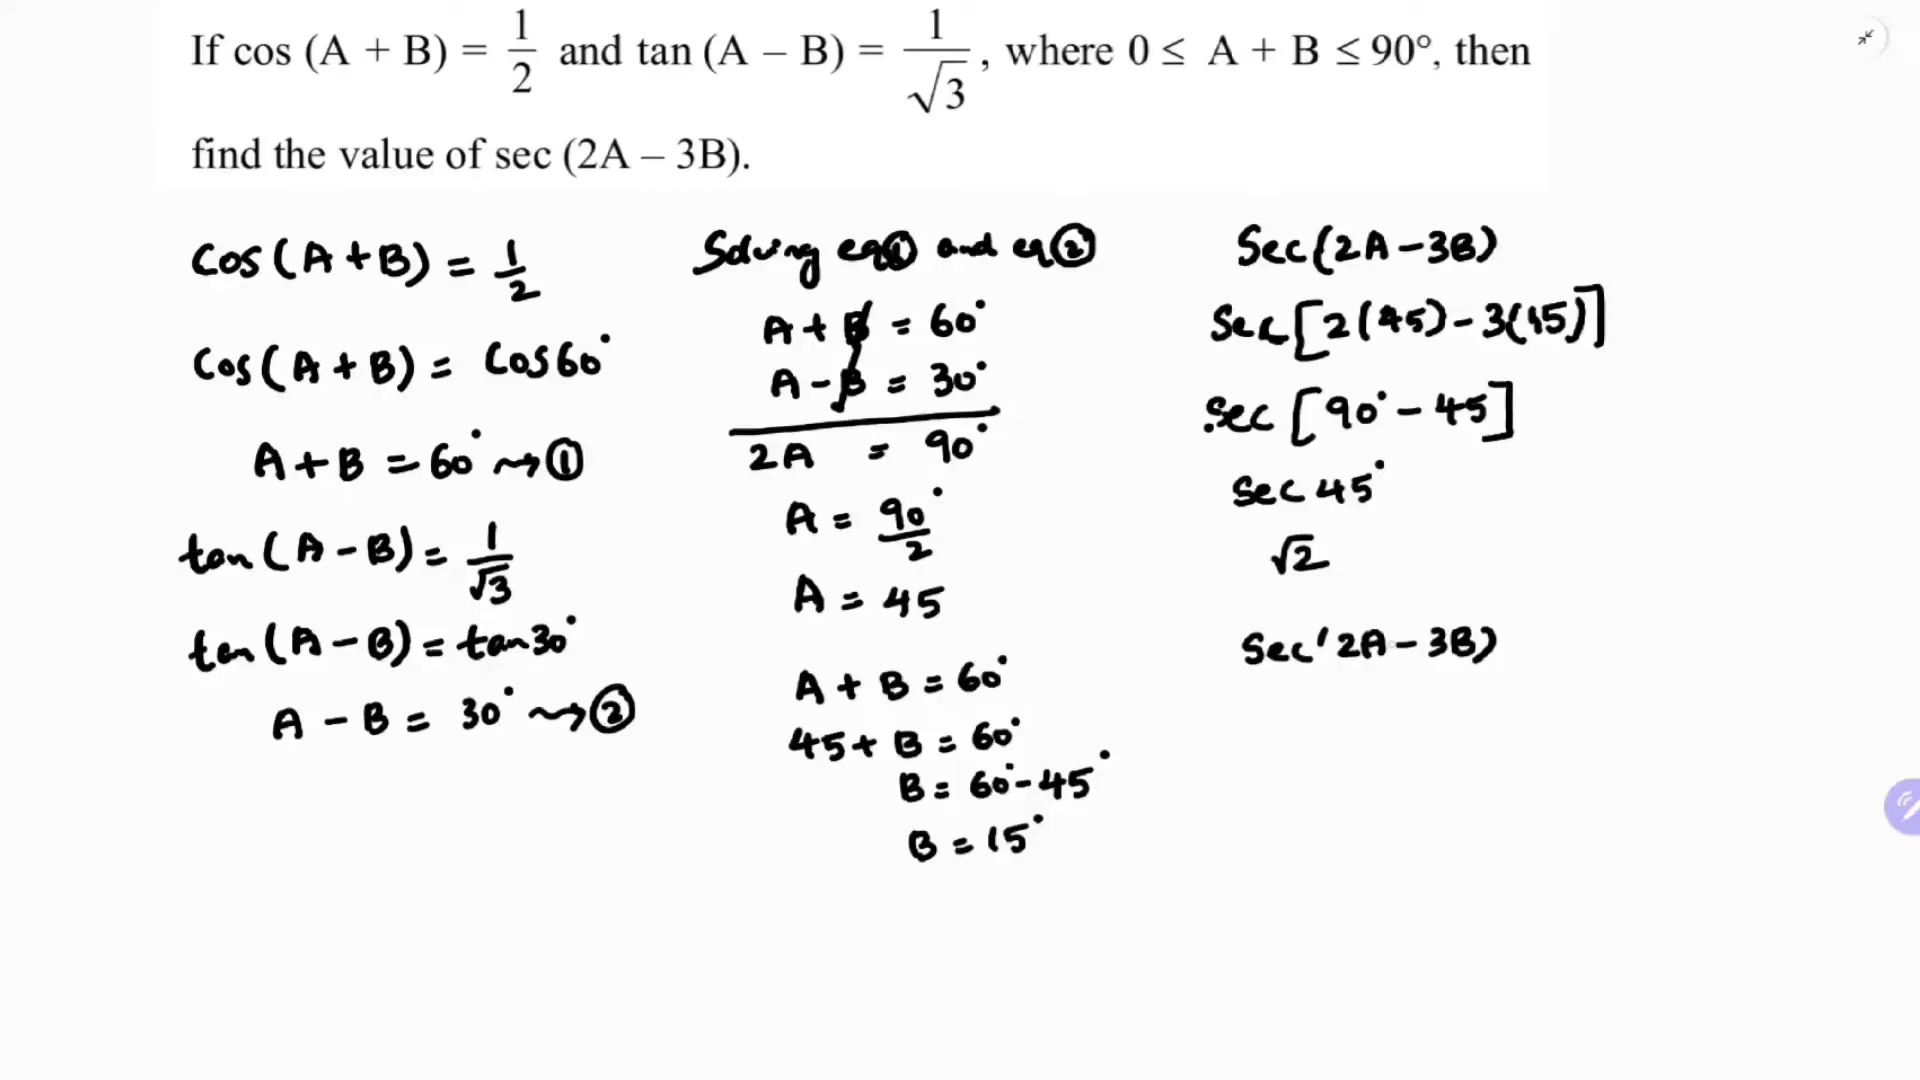 If cos (A + B) = 1/2 and tan (A – B) = 1/√3, where 0 ≤ A + B ≤ 90°, then
find the value of sec (2A – 3B).
Cos(A+B) = 1/2
Cos(A+B) = Cos60°
A+B = 60° ⇝ ①
tan(A-B) = 1/√3
tan(A-B) = tan30°
A - B = 30° ⇝ ②
Solving eq① and eq②
A + B = 60°
A - B = 30°
2A = 90°
A = 90°/2
A = 45
A + B = 60°
45 + B = 60°
B = 60° - 45°
B = 15°
Sec(2A-3B)
Sec[2(45)-3(15)]
Sec[90°-45]
Sec 45°
√2
Sec'2A-3B)